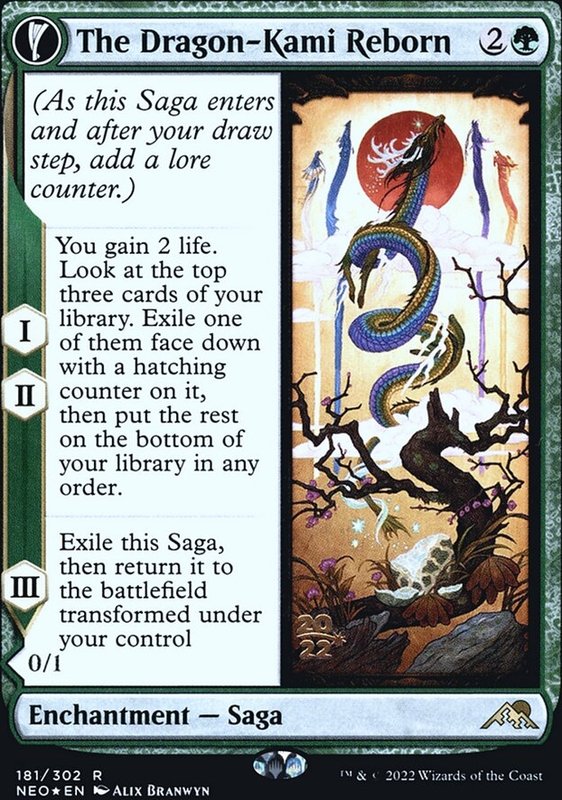 The Dragon-Kami Reborn 2
(As this Saga enters
and after your draw
step, add a lore
counter.)
I
II
You gain 2 life.
Look at the top
three cards of your
library. Exile one
of them face down
with a hatching
counter on it,
then put the rest
on the bottom of
your library in any
order.
III
Exile this Saga,
then return it to
the battlefield
transformed under
your control
0/1
20
22
Enchantment — Saga
181/302 R
NEO★EN Alix Branwyn
™ & © 2022 Wizards of the Coast